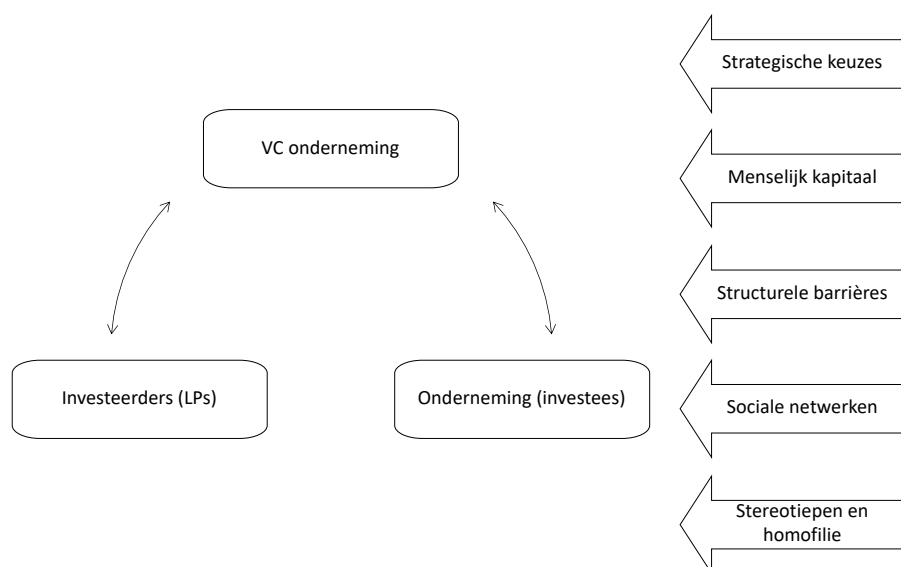 Strategische keuzes
VC onderneming
Menselijk kapitaal
Structurele barrières
Investeerders (LPs)
Onderneming (investees)
Sociale netwerken
Stereotiepen en
homofilie